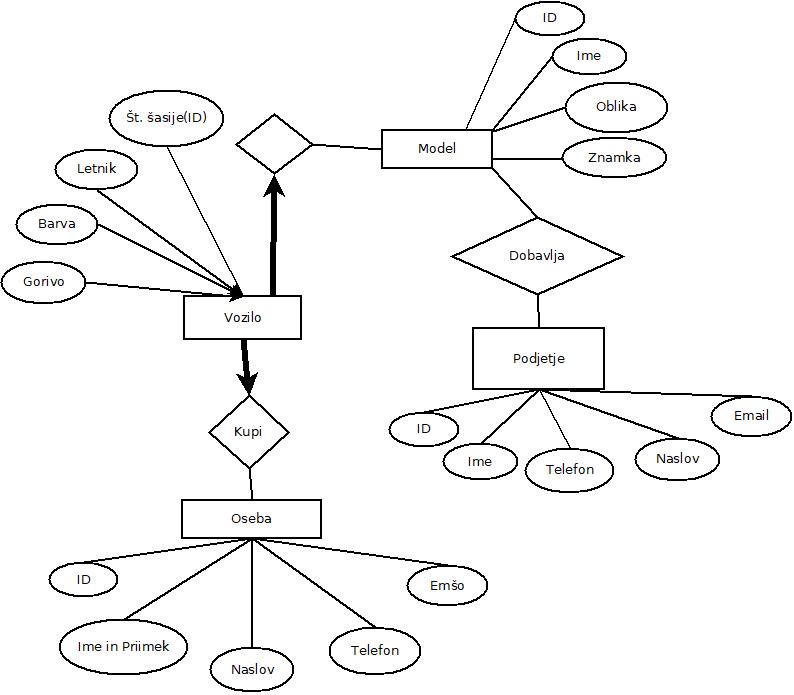 ID
Ime
Oblika
Znamka
Model
Št. šasije(ID)
Letnik
Barva
Gorivo
Vozilo
Dobavlja
Podjetje
ID
Ime
Telefon
Naslov
Email
Kupi
Oseba
ID
Ime in Priimek
Naslov
Telefon
Emšo